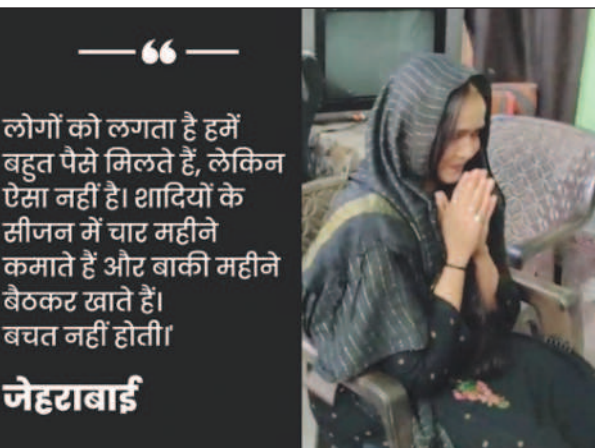 “
लोगों को लगता है हमें
बहुत पैसे मिलते हैं, लेकिन
ऐसा नहीं है। शादियों के
सीजन में चार महीने
कमाते हैं और बाकी महीने
बैठकर खाते हैं।
बचत नहीं होती।'
जेहराबाई